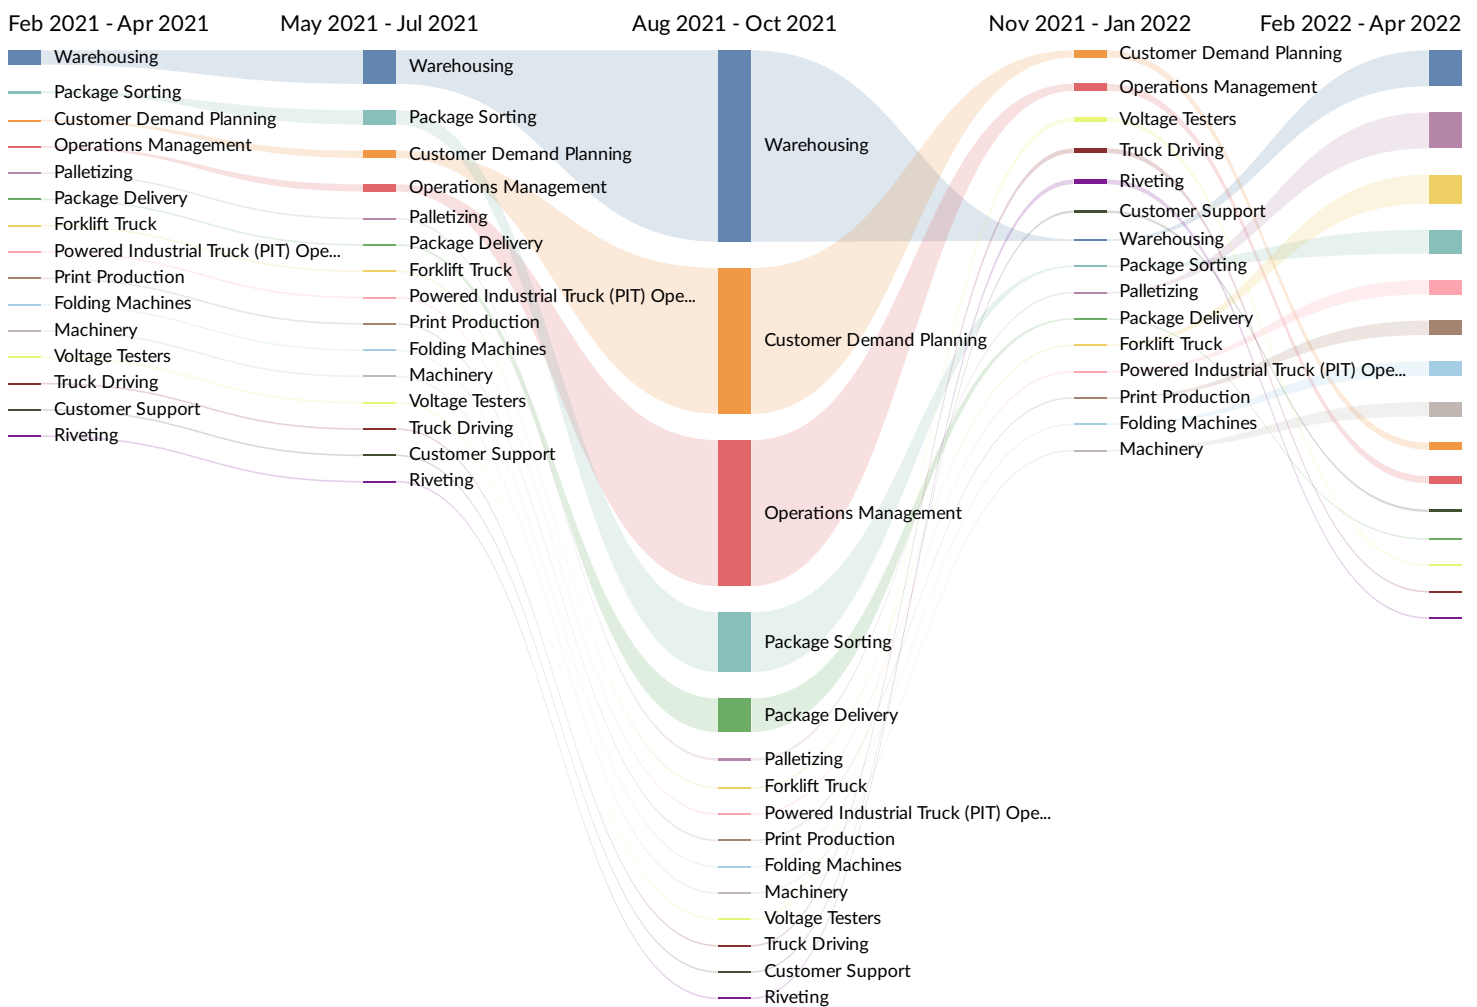 Feb 2021 - Apr 2021
May 2021 - Jul 2021
Aug 2021 - Oct 2021
Nov 2021 - Jan 2022
Feb 2022 - Apr 2022
Warehousing
Package Sorting
Customer Demand Planning
Operations Management
Palletizing
Package Delivery
Forklift Truck
Powered Industrial Truck (PIT) Ope...
Print Production
Folding Machines
Machinery
Voltage Testers
Truck Driving
Customer Support
Riveting
Warehousing
Package Sorting
Customer Demand Planning
Operations Management
Palletizing
Package Delivery
Forklift Truck
Powered Industrial Truck (PIT) Ope...
Print Production
Folding Machines
Machinery
Voltage Testers
Truck Driving
Customer Support
Riveting
Warehousing
Customer Demand Planning
Operations Management
Package Sorting
Package Delivery
Palletizing
Forklift Truck
Powered Industrial Truck (PIT) Ope...
Print Production
Folding Machines
Machinery
Voltage Testers
Truck Driving
Customer Support
Riveting
Customer Demand Planning
Operations Management
Voltage Testers
Truck Driving
Riveting
Customer Support
Warehousing
Package Sorting
Palletizing
Package Delivery
Forklift Truck
Powered Industrial Truck (PIT) Ope...
Print Production
Folding Machines
Machinery